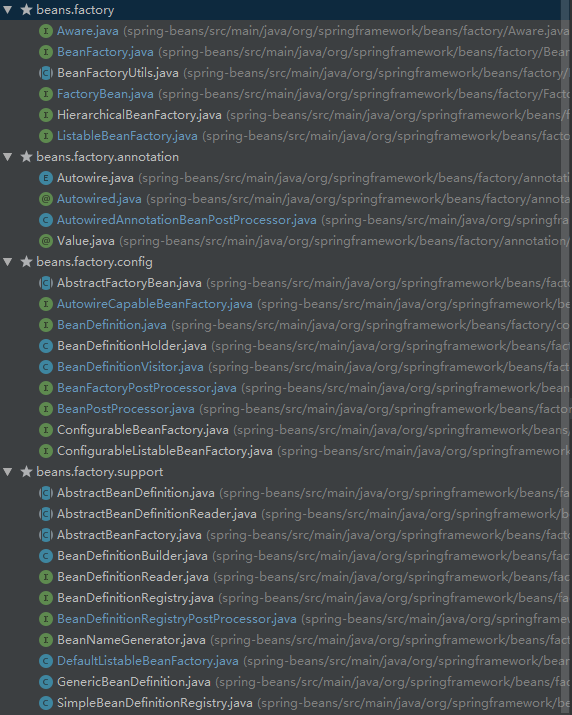 beans.factory
Aware.java (spring-beans/src/main/java/org/springframework/beans/factory/Aware.java
BeanFactory.java (spring-beans/src/main/java/org/springframework/beans/factory/Bea
BeanFactoryUtils.java (spring-beans/src/main/java/org/springframework/beans/factory/
FactoryBean.java (spring-beans/src/main/java/org/springframework/beans/factory/Fact
HierarchicalBeanFactory.java (spring-beans/src/main/java/org/springframework/beans/f
ListableBeanFactory.java (spring-beans/src/main/java/org/springframework/beans/facto
beans.factory.annotation
Autowire.java (spring-beans/src/main/java/org/springframework/beans/factory/annotati
Autowired.java (spring-beans/src/main/java/org/springframework/beans/factory/annota
AutowiredAnnotationBeanPostProcessor.java (spring-beans/src/main/java/org/springfra
Value.java (spring-beans/src/main/java/org/springframework/beans/factory/annotation/
beans.factory.config
AbstractFactoryBean.java (spring-beans/src/main/java/org/springframework/beans/fact
AutowireCapableBeanFactory.java (spring-beans/src/main/java/org/springframework/be
BeanDefinition.java (spring-beans/src/main/java/org/springframework/beans/factory/co
BeanDefinitionHolder.java (spring-beans/src/main/java/org/springframework/beans/fact
BeanDefinitionVisitor.java (spring-beans/src/main/java/org/springframework/beans/fact
BeanFactoryPostProcessor.java (spring-beans/src/main/java/org/springframework/bean
BeanPostProcessor.java (spring-beans/src/main/java/org/springframework/beans/factor
ConfigurableBeanFactory.java (spring-beans/src/main/java/org/springframework/beans/
ConfigurableListableBeanFactory.java (spring-beans/src/main/java/org/springframework
beans.factory.support
AbstractBeanDefinition.java (spring-beans/src/main/java/org/springframework/beans/fa
AbstractBeanDefinitionReader.java (spring-beans/src/main/java/org/springframework/b
AbstractBeanFactory.java (spring-beans/src/main/java/org/springframework/beans/fact
BeanDefinitionBuilder.java (spring-beans/src/main/java/org/springframework/beans/fac
BeanDefinitionReader.java (spring-beans/src/main/java/org/springframework/beans/fac
BeanDefinitionRegistry.java (spring-beans/src/main/java/org/springframework/beans/fa
BeanDefinitionRegistryPostProcessor.java (spring-beans/src/main/java/org/springframew
BeanNameGenerator.java (spring-beans/src/main/java/org/springframework/beans/fact
DefaultListableBeanFactory.java (spring-beans/src/main/java/org/springframework/bean
GenericBeanDefinition.java (spring-beans/src/main/java/org/springframework/beans/fac
SimpleBeanDefinitionRegistry.java (spring-beans/src/main/java/org/springframework/be